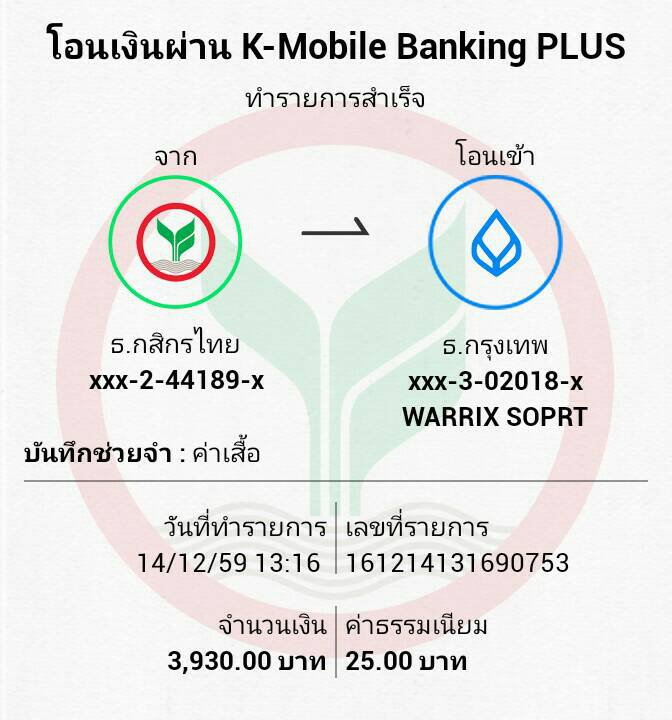 โอนเงินผ่าน K-Mobile Banking PLUS
ทำรายการสำเร็จ
จาก
โอนเข้า
ธ.กสิกรไทย
xxx-2-44189-x
ธ.กรุงเทพ
xxx-3-02018-x
WARRIX SOPRT
บันทึกช่วยจำ : ค่าเสื้อ
วันที่ทำรายการ
14/12/59 13:16
เลขที่รายการ
161214131690753
จำนวนเงิน
3,930.00 บาท
ค่าธรรมเนียม
25.00 บาท